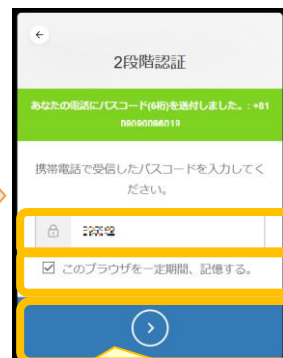 2段階認証
あなたの電話にパスコード(6桁)を送付しました。: +81
携帯電話で受信したパスコードを入力してく
ださい。
このブラウザを一定期間、記憶する。